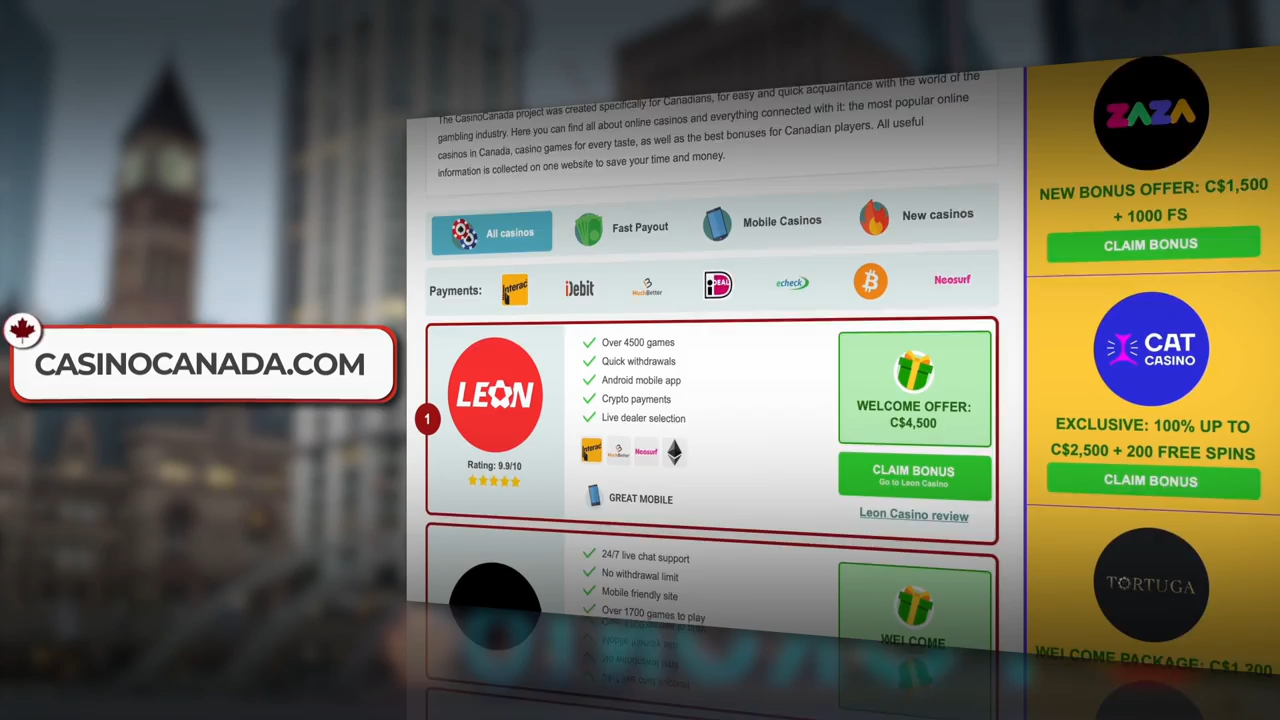 CASINOCANADA.COM
The CasinoCanada project was created specifically for Canadians, for easy and quick acquaintance with the world of the
gambling industry. Here you can find all about online casinos and everything connected with it: the most popular online
casinos in Canada, casino games for every taste, as well as the best bonuses for Canadian players. All useful
information is collected on one website to save your time and money.
All casinos
Fast Payout
Mobile Casinos
New casinos
Payments:
Interac
iDebit
MuchBetter
iDEAL
echeck
Neosurf
1
LEON
Rating: 9.9/10
Over 4500 games
Quick withdrawals
Android mobile app
Crypto payments
Live dealer selection
Interac
MuchBetter
Neosurf
GREAT MOBILE
WELCOME OFFER:
C$4,500
CLAIM BONUS
Go to Leon Casino
Leon Casino review
24/7 live chat support
No withdrawal limit
Mobile friendly site
Over 1700 games to play
WELCOME
ZAZA
NEW BONUS OFFER: C$1,500
+ 1000 FS
CLAIM BONUS
CAT
CASINO
EXCLUSIVE: 100% UP TO
C$2,500 + 200 FREE SPINS
CLAIM BONUS
TORTUGA
WELCOME PACKAGE: C$1,200